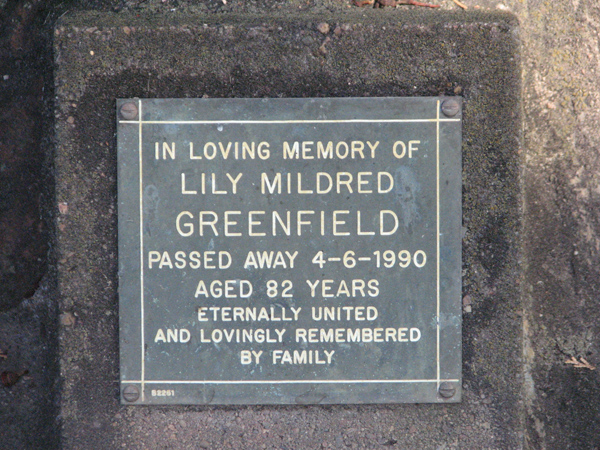 IN LOVING MEMORY OF
LILY MILDRED
GREENFIELD
PASSED AWAY 4-6-1990
AGED 82 YEARS
ETERNALLY UNITED
AND LOVINGLY REMEMBERED
BY FAMILY
B2261